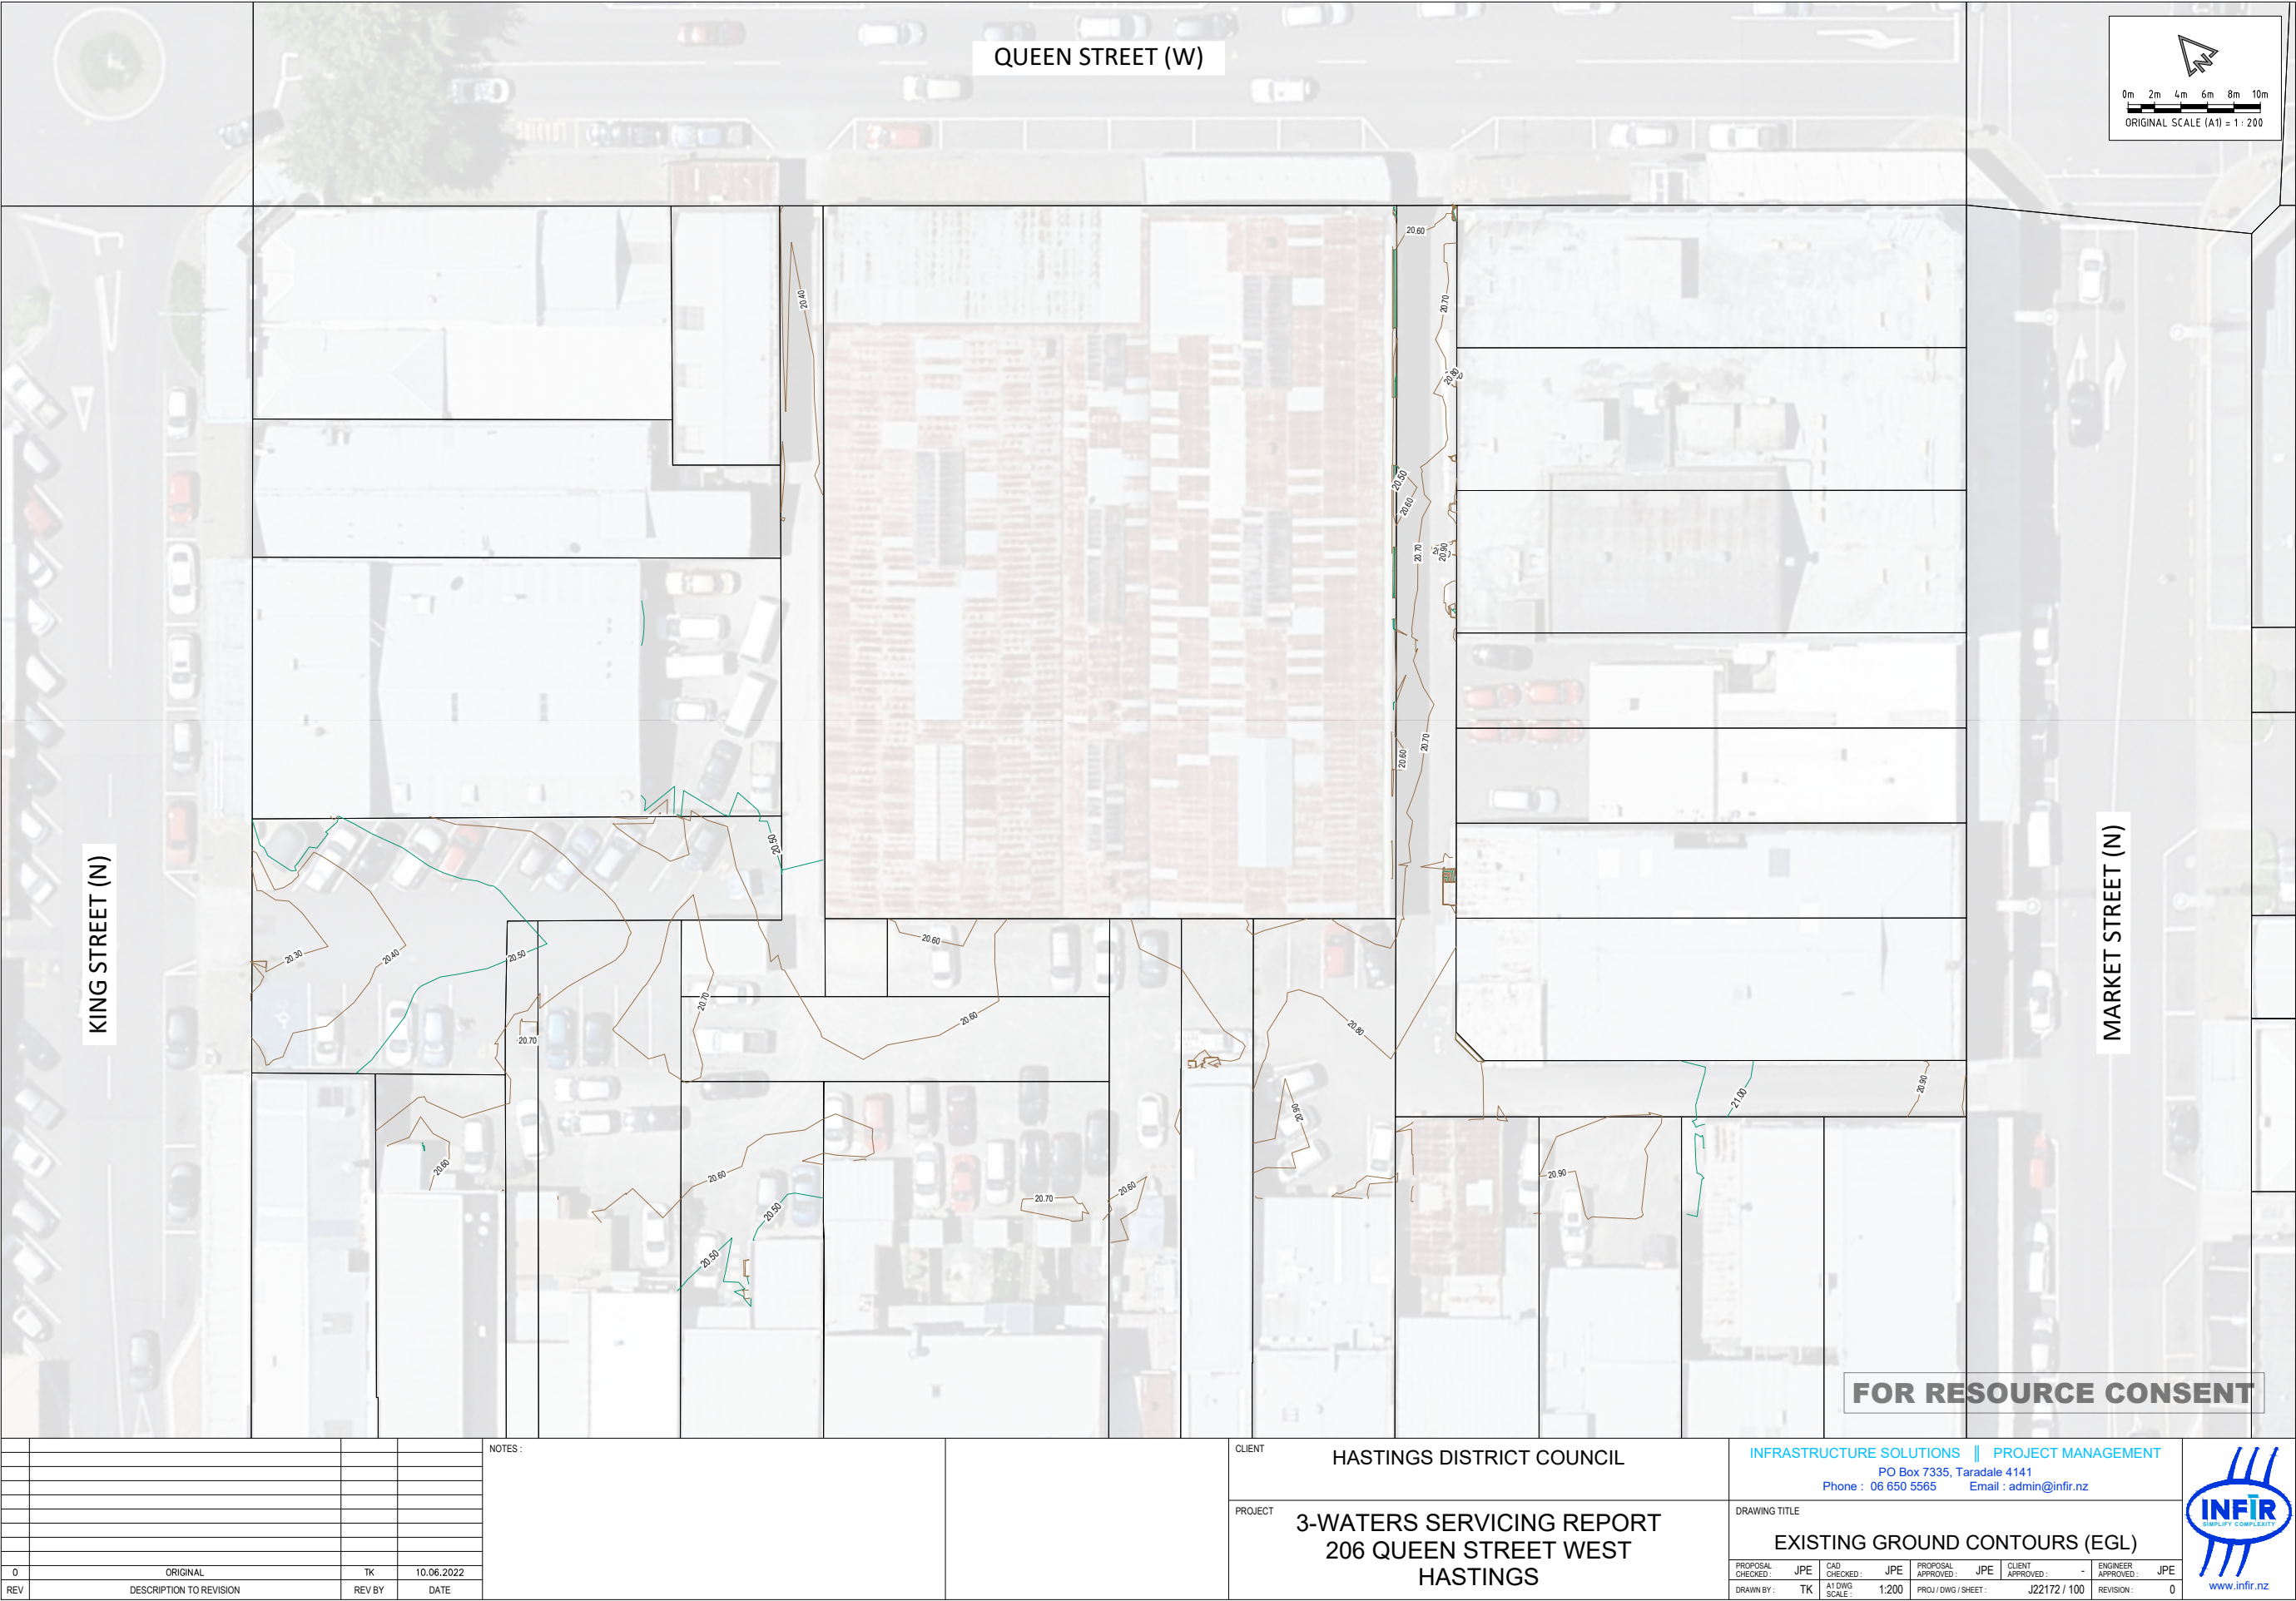 QUEEN STREET (W)
N
0m 2m 4m 6m 8m 10m
ORIGINAL SCALE (A1) = 1 : 200
20.60
20.40
20.70
20.80
20.50
20.60
20.70
20.90
20.70
20.60
20.50
KING STREET (N)
MARKET STREET (N)
20.30
20.40
20.50
20.60
20.70
20.60
20.80
20.70
21.00
20.90
20.90
20.60
20.60
20.90
20.70
20.60
20.50
20.50
FOR RESOURCE CONSENT
NOTES :
CLIENT
HASTINGS DISTRICT COUNCIL
PROJECT
3-WATERS SERVICING REPORT
206 QUEEN STREET WEST
HASTINGS
INFRASTRUCTURE SOLUTIONS || PROJECT MANAGEMENT
PO Box 7335, Taradale 4141
Phone : 06 650 5565 Email : admin@infir.nz
DRAWING TITLE
EXISTING GROUND CONTOURS (EGL)
PROPOSAL CHECKED : JPE CAD CHECKED : JPE PROPOSAL APPROVED : JPE CLIENT APPROVED : - ENGINEER APPROVED : JPE
DRAWN BY : TK A1 DWG SCALE : 1:200 PROJ / DWG / SHEET : J22172 / 100 REVISION : 0
INFIR
SIMPLIFY COMPLEXITY
www.infir.nz
0 ORIGINAL TK 10.06.2022
REV DESCRIPTION TO REVISION REV BY DATE